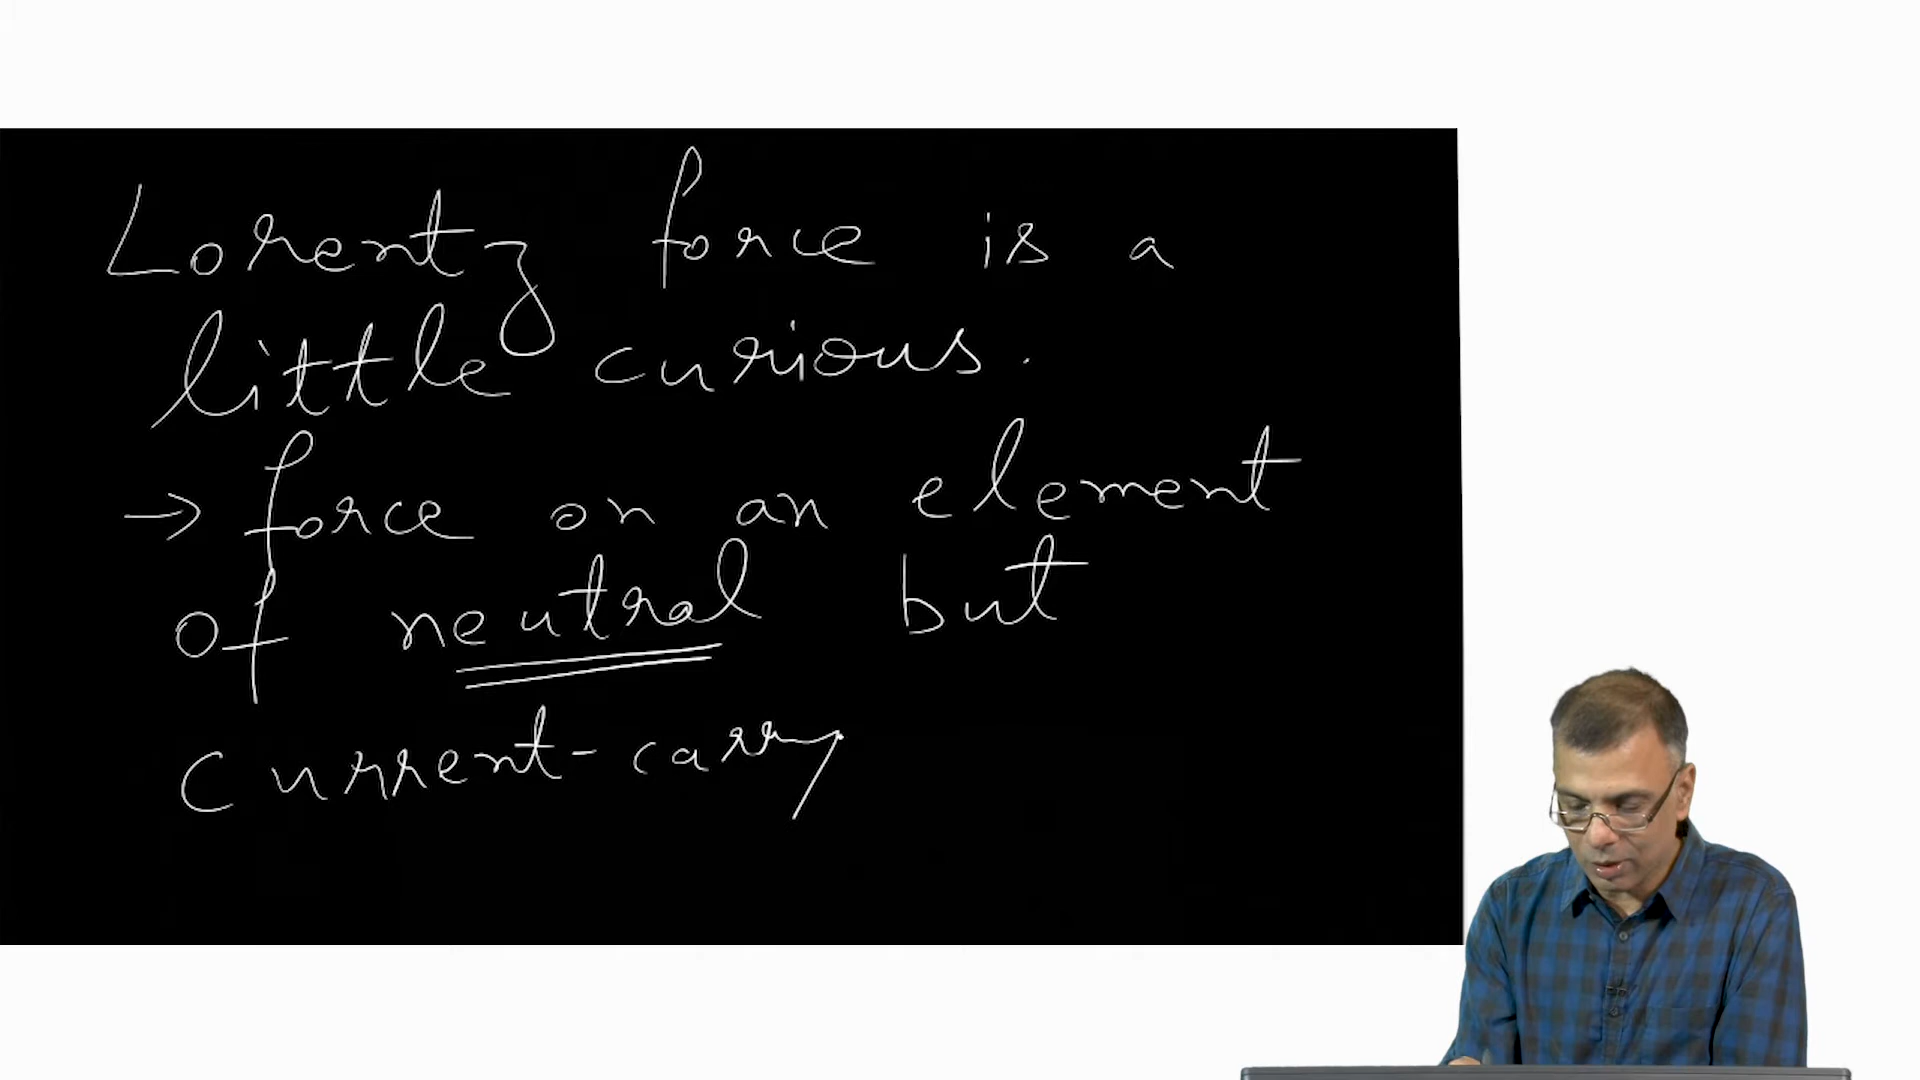 Lorentz force is a
little curious.
→ force on an element
of neutral but
current-carry